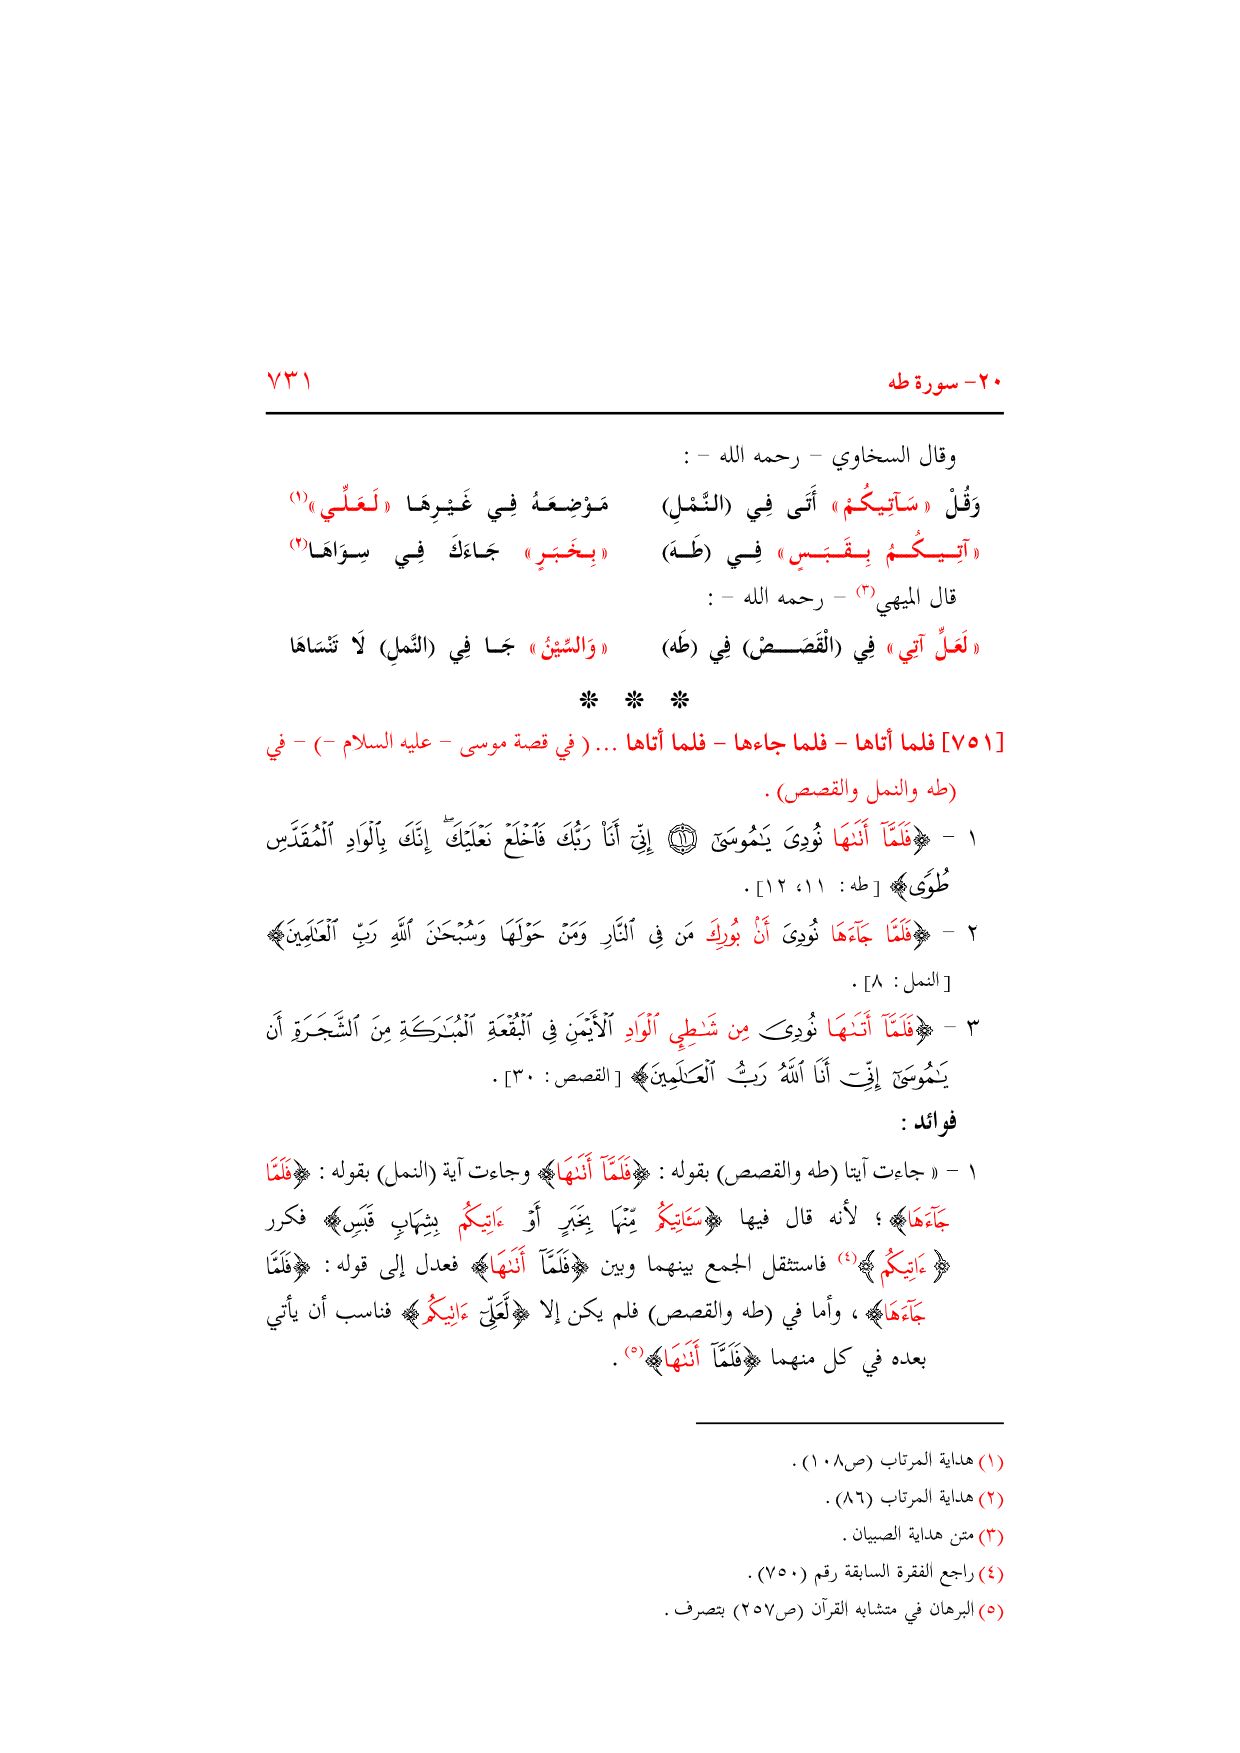 ٢٠- سورة طه ٧٣١
وقال السخاوي - رحمه الله - :
وَقُلْ «سَآتِيكُمْ» أَتَى فِي (النَّمْلِ) مَوْضِعَهُ فِي غَيْرِهَا «لَعَلِّي»(١)
«آتِيكُمُ بِقَبَسٍ» فِي (طَهَ) «بِخَبَرٍ» جَاءَكَ فِي سِوَاهَا(٢)
قال الميهي(٣) - رحمه الله - :
«لَعَلِّ آتِي» فِي (الْقَصَصْ) فِي (طَه) «وَالسِّيْنُ» جَا فِي (النَّملِ) لَا تَنْسَاهَا
❊ ❊ ❊
[٧٥١] فلما أتاها - فلما جاءها - فلما أتاها ... ( في قصة موسى - عليه السلام -) - في
(طه والنمل والقصص) .
١ - ﴿فَلَمَّآ أَتَىٰهَا نُودِىَ يَٰمُوسَىٰٓ ١١ إِنِّىٓ أَنَا۠ رَبُّكَ فَٱخْلَعْ نَعْلَيْكَ ۖ إِنَّكَ بِٱلْوَادِ ٱلْمُقَدَّسِ
طُوًى﴾ [طه : ١١، ١٢] .
٢ - ﴿فَلَمَّا جَآءَهَا نُودِىَ أَنۢ بُورِكَ مَن فِى ٱلنَّارِ وَمَنْ حَوْلَهَا وَسُبْحَٰنَ ٱللَّهِ رَبِّ ٱلْعَٰلَمِينَ﴾
[النمل : ٨] .
٣ - ﴿فَلَمَّآ أَتَىٰهَا نُودِىَ مِن شَٰطِئِ ٱلْوَادِ ٱلْأَيْمَنِ فِى ٱلْبُقْعَةِ ٱلْمُبَٰرَكَةِ مِنَ ٱلشَّجَرَةِ أَن
يَٰمُوسَىٰٓ إِنِّىٓ أَنَا ٱللَّهُ رَبُّ ٱلْعَٰلَمِينَ﴾ [القصص : ٣٠] .
فوائد :
١ - « جاءت آيتا (طه والقصص) بقوله : ﴿فَلَمَّآ أَتَىٰهَا﴾ وجاءت آية (النمل) بقوله : ﴿فَلَمَّا
جَآءَهَا﴾ ؛ لأنه قال فيها ﴿سَـَٔاتِيكُم مِّنْهَا بِخَبَرٍ أَوْ ءَاتِيكُم بِشِهَابٍ قَبَسٍ﴾ فكرر
﴿ءَاتِيكُم﴾(٤) فاستثقل الجمع بينهما وبين ﴿فَلَمَّآ أَتَىٰهَا﴾ فعدل إلى قوله : ﴿فَلَمَّا
جَآءَهَا﴾ ، وأما في (طه والقصص) فلم يكن إلا ﴿لَّعَلِّىٓ ءَاتِيكُم﴾ فناسب أن يأتي
بعده في كل منهما ﴿فَلَمَّآ أَتَىٰهَا﴾(٥) .
(١) هداية المرتاب (ص١٠٨) .
(٢) هداية المرتاب (٨٦) .
(٣) متن هداية الصبيان .
(٤) راجع الفقرة السابقة رقم (٧٥٠) .
(٥) البرهان في متشابه القرآن (ص٢٥٧) بتصرف .